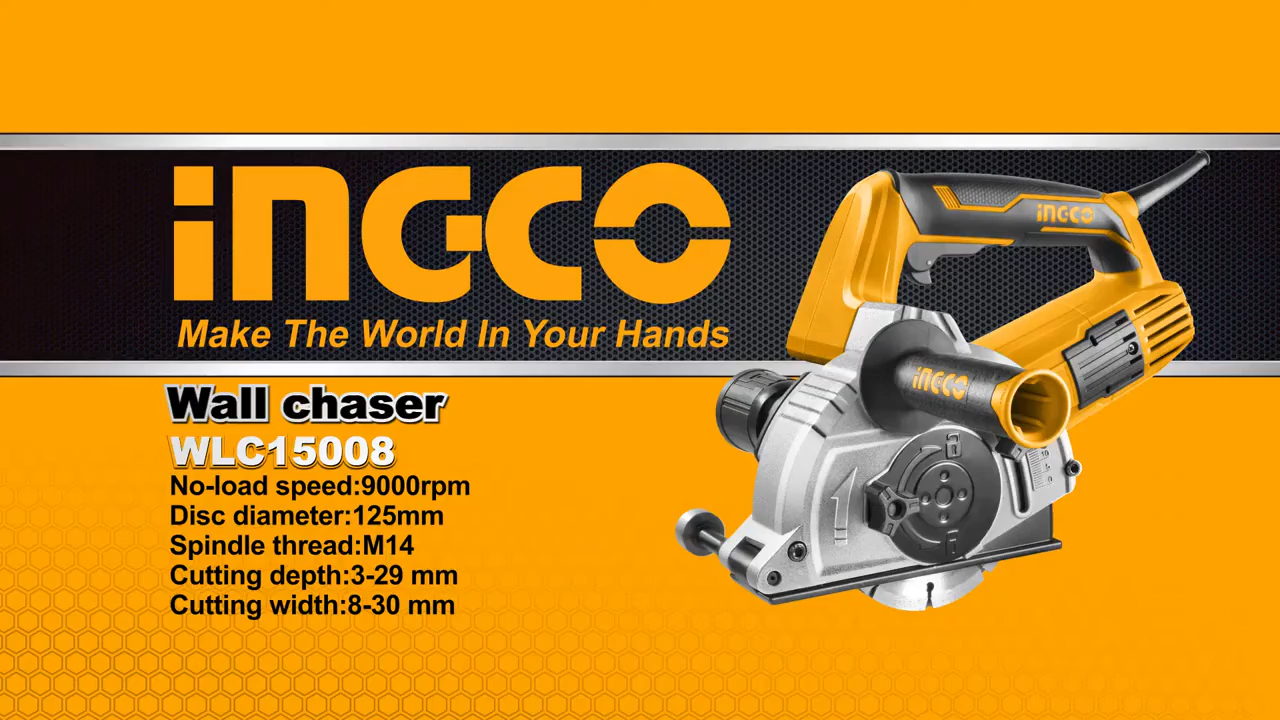 INGCO
Make The World In Your Hands
INGCO
INGCO
Wall chaser
WLC15008
No-load speed:9000rpm
Disc diameter:125mm
Spindle thread:M14
Cutting depth:3-29 mm
Cutting width:8-30 mm